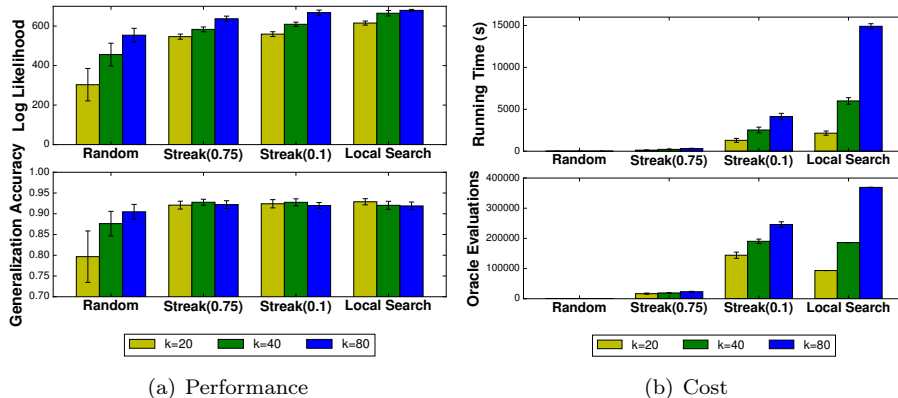 Log Likelihood
600
400
200
0
Random Streak(0.75) Streak(0.1) Local Search
Generalization Accuracy
1.00
0.95
0.90
0.85
0.80
0.75
0.70
Random Streak(0.75) Streak(0.1) Local Search
k=20 k=40 k=80
(a) Performance
Running Time (s)
15000
10000
5000
0
Random Streak(0.75) Streak(0.1) Local Search
Oracle Evaluations
400000
300000
200000
100000
0
Random Streak(0.75) Streak(0.1) Local Search
k=20 k=40 k=80
(b) Cost